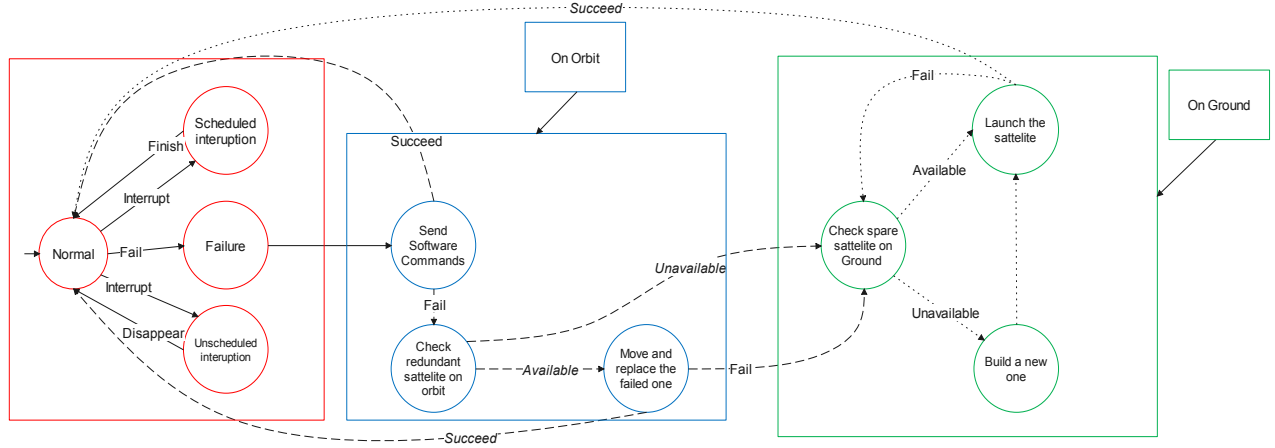 Succeed
On Orbit
On Ground
Scheduled
interuption
Finish
Interrupt
Normal
Fail
Failure
Interrupt
Disappear
Unscheduled
interuption
Succeed
Send
Software
Commands
Fail
Check
redundant
sattelite on
orbit
Available
Move and
replace the
failed one
Unavailable
Fail
Succeed
Fail
Launch the
sattelite
Available
Check spare
sattelite on
Ground
Unavailable
Build a new
one